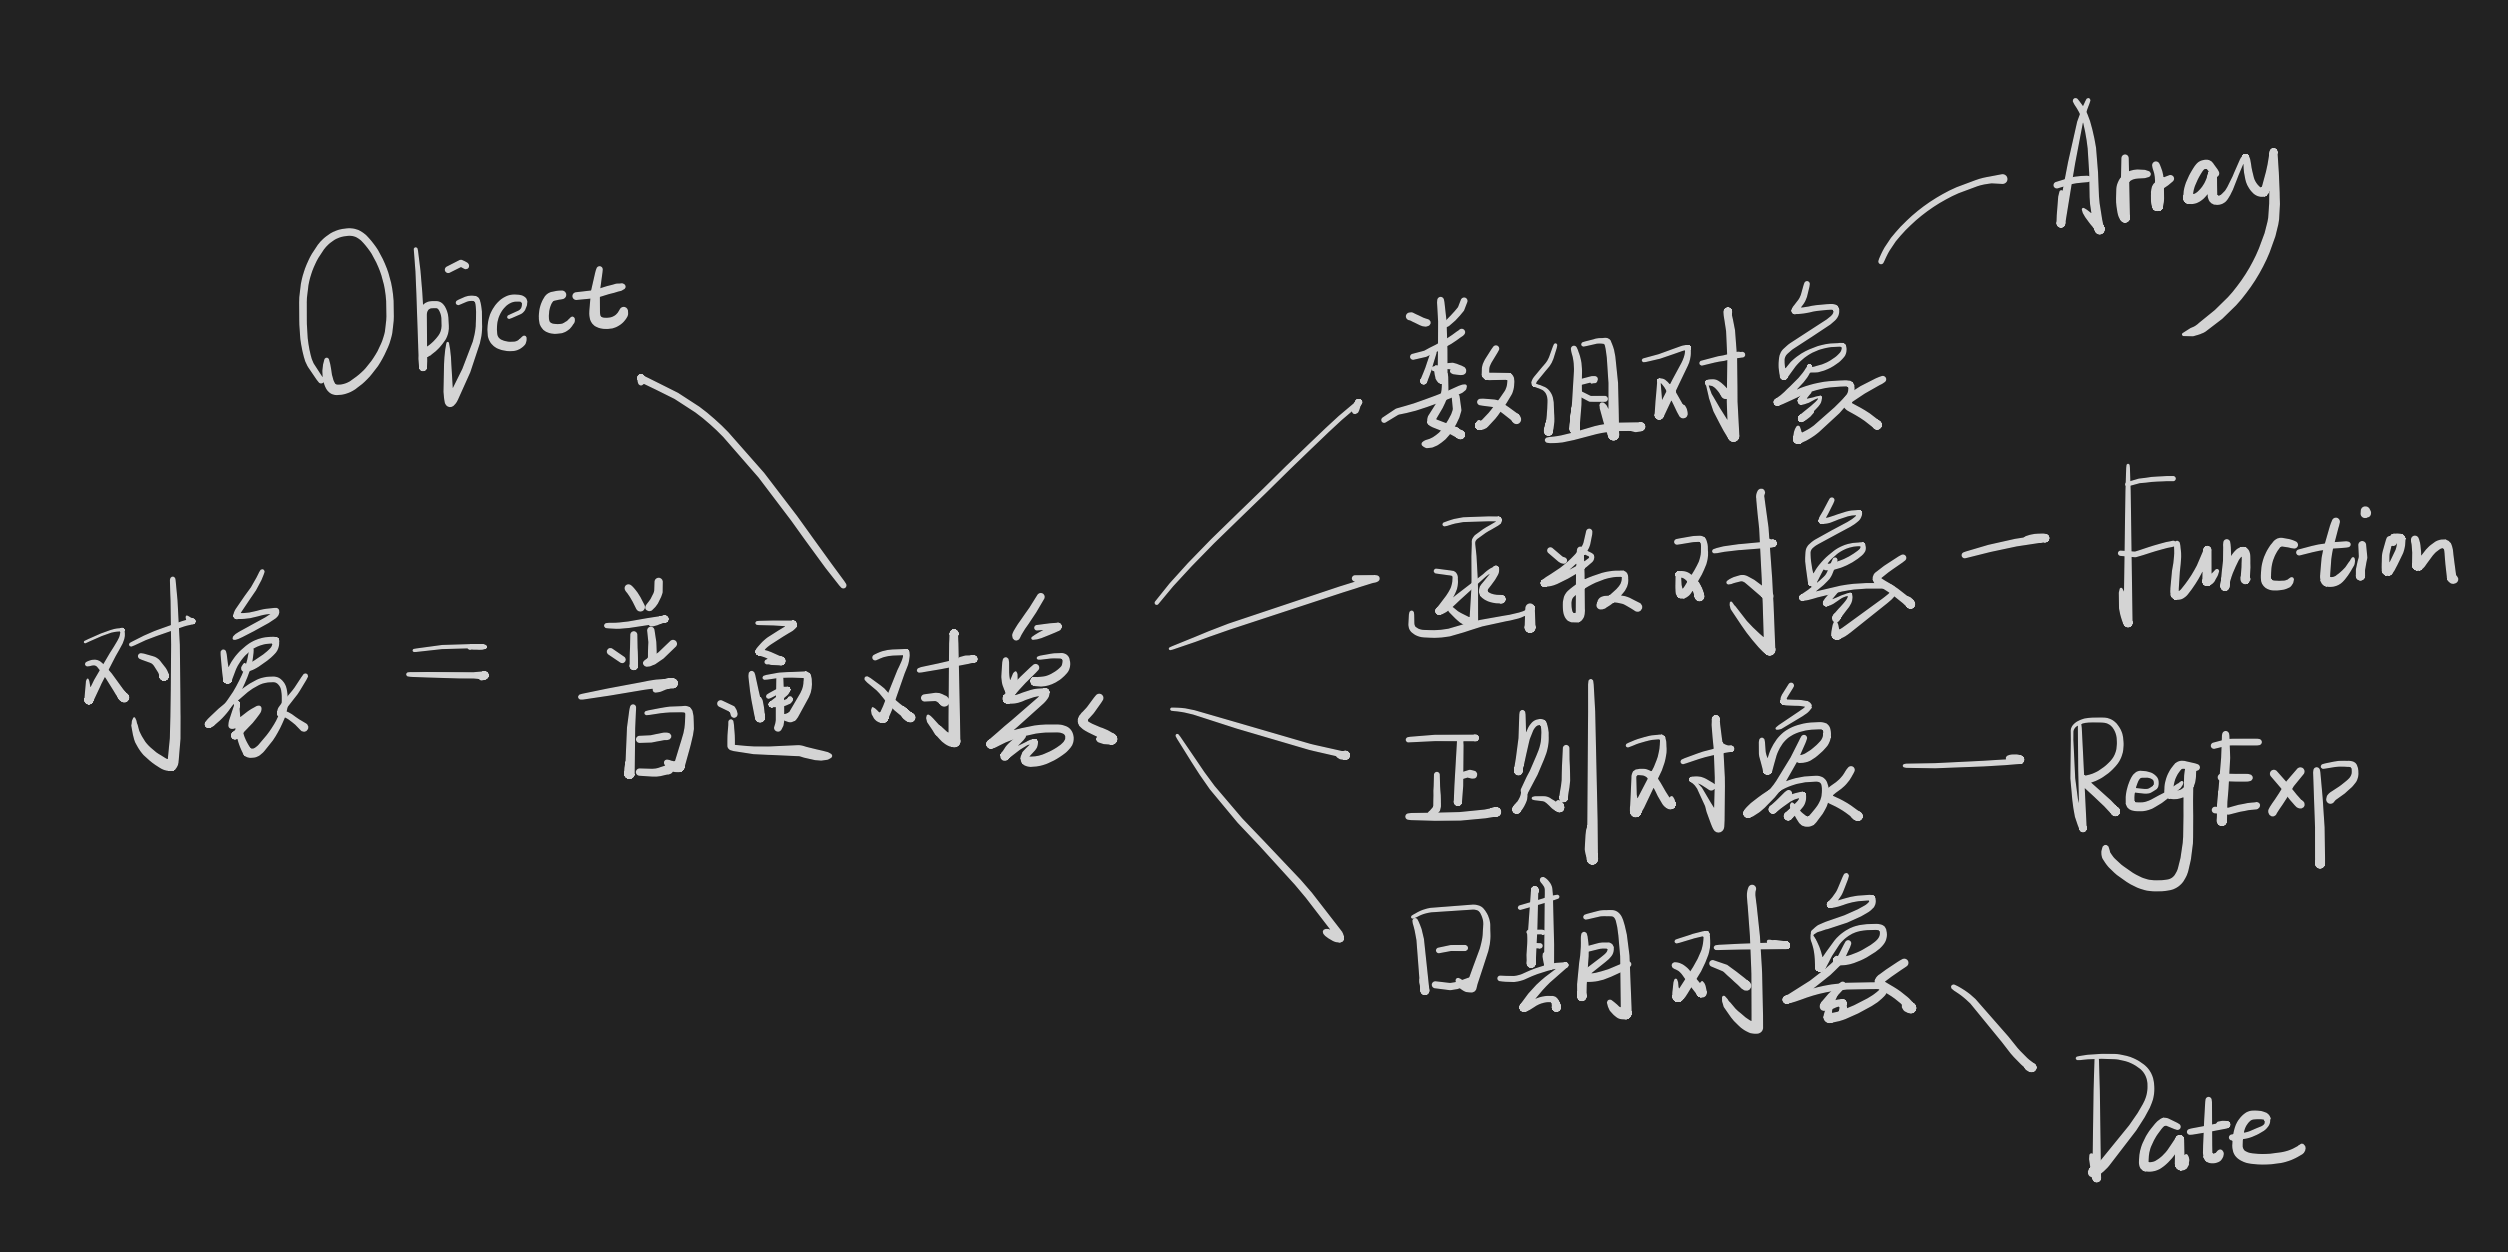 Object
对象 = 普通对象
数组对象
Array
函数对象
Function
正则对象
RegExp
日期对象
Date